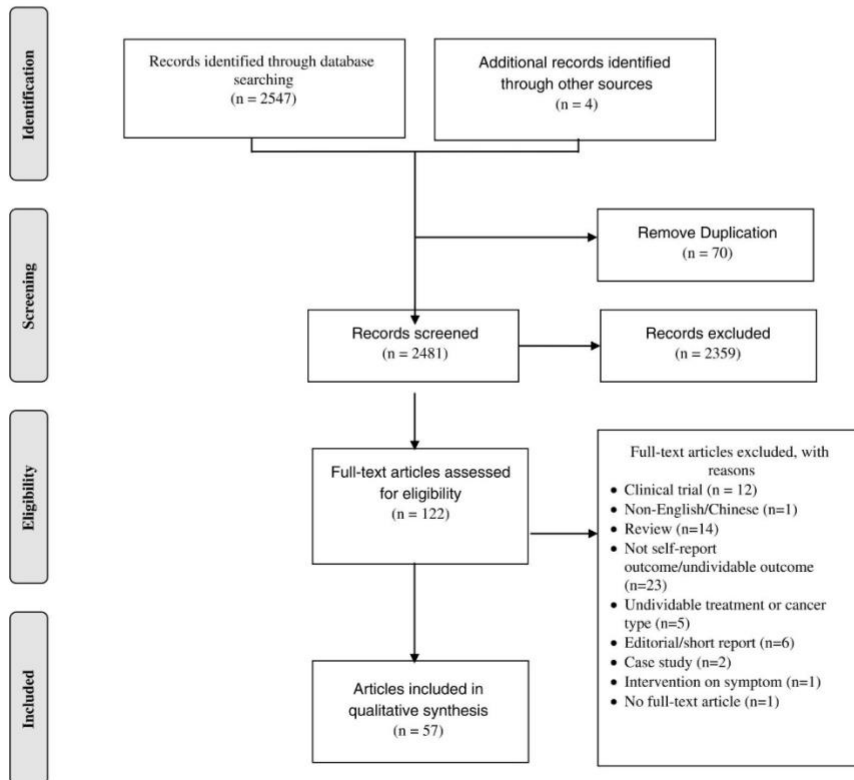 Identification
Records identified through database
searching
(n = 2547)
Additional records identified
through other sources
(n = 4)
Screening
Remove Duplication
(n = 70)
Records screened
(n = 2481)
Records excluded
(n = 2359)
Eligibility
Full-text articles assessed
for eligibility
(n = 122)
Full-text articles excluded, with
reasons
• Clinical trial (n = 12)
• Non-English/Chinese (n=1)
• Review (n=14)
• Not self-report
outcome/undividable outcome
(n=23)
• Undividable treatment or cancer
type (n=5)
• Editorial/short report (n=6)
• Case study (n=2)
• Intervention on symptom (n=1)
• No full-text article (n=1)
Included
Articles included in
qualitative synthesis
(n = 57)